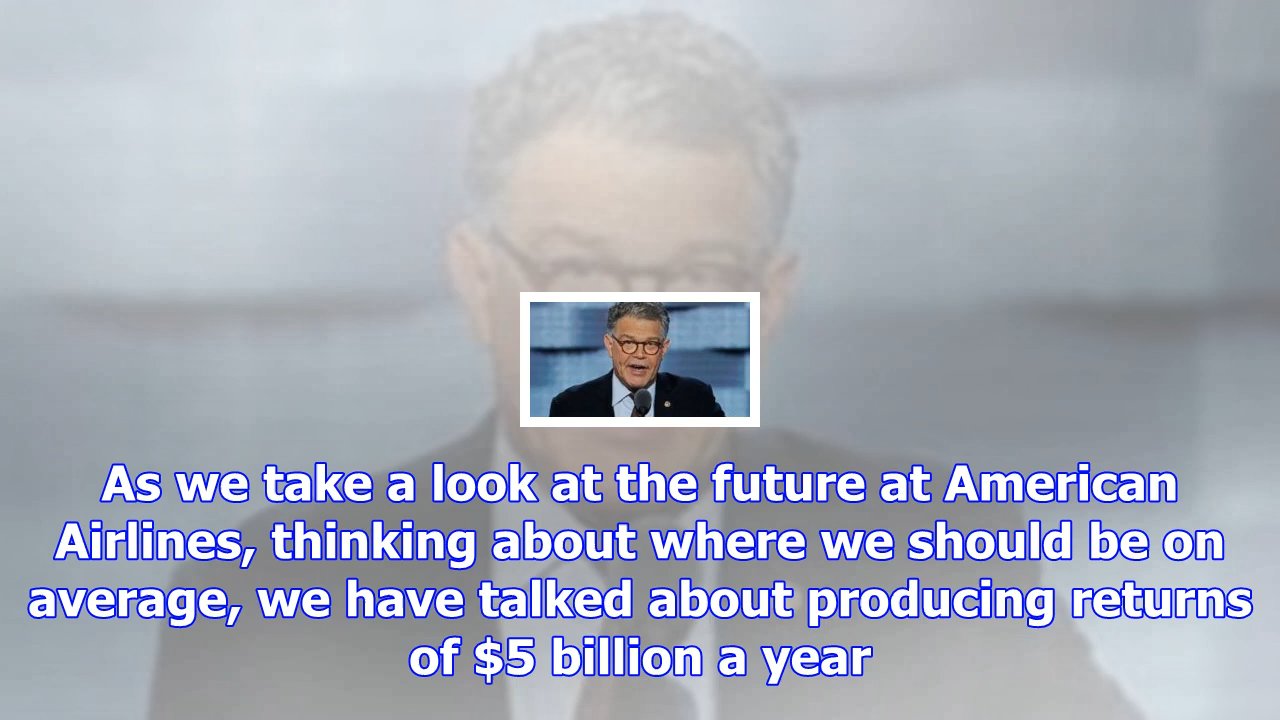 As we take a look at the future at American
Airlines, thinking about where we should be on
average, we have talked about producing returns
of $5 billion a year